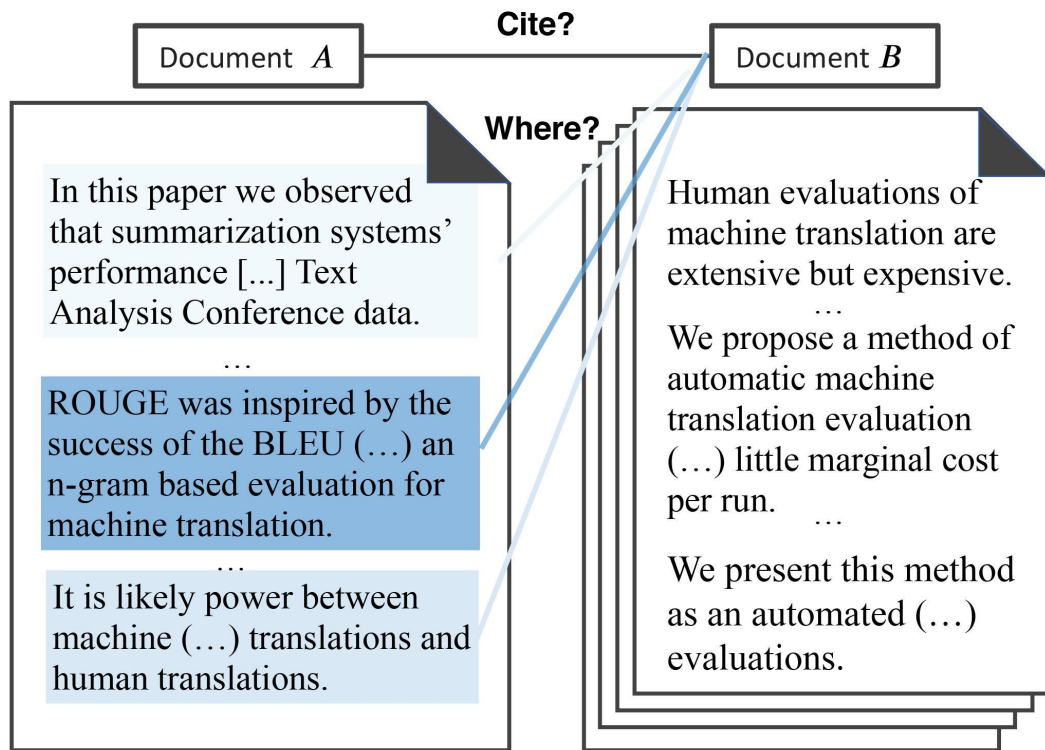 Cite?
Document A
Document B
Where?
In this paper we observed
that summarization systems’
performance [...] Text
Analysis Conference data.
...
ROUGE was inspired by the
success of the BLEU (…) an
n-gram based evaluation for
machine translation.
...
It is likely power between
machine (…) translations and
human translations.
Human evaluations of
machine translation are
extensive but expensive.
...
We propose a method of
automatic machine
translation evaluation
(…) little marginal cost
per run.
...
We present this method
as an automated (…)
evaluations.